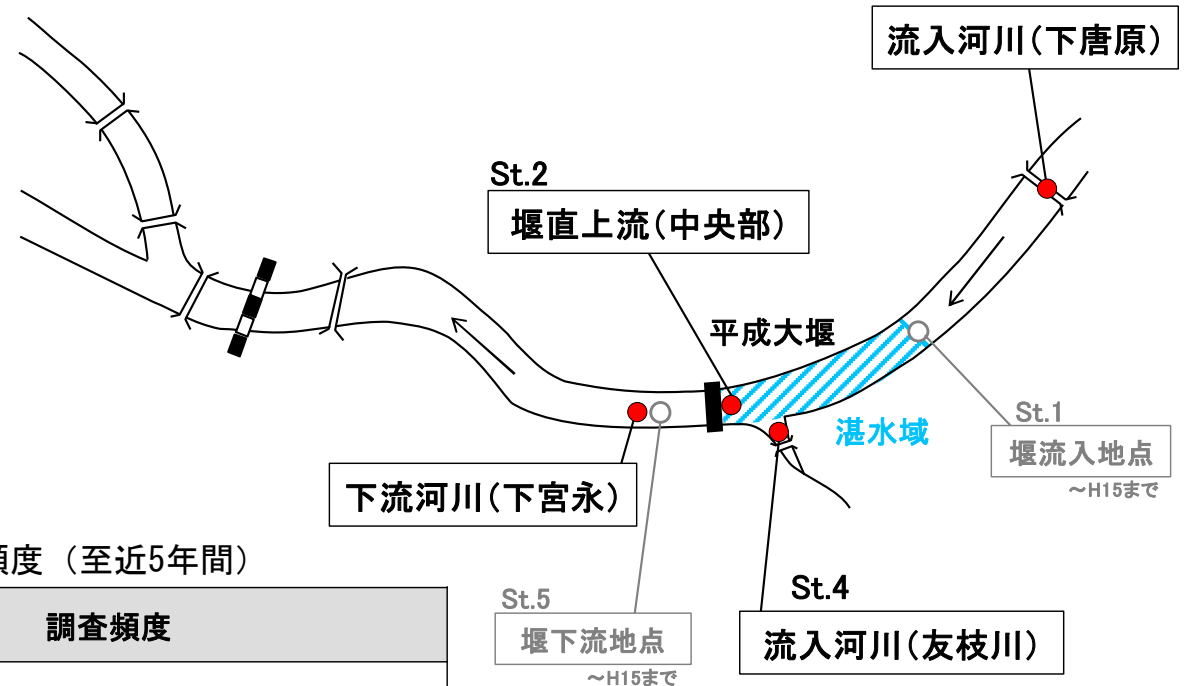 流入河川(下唐原)
St.2
堰直上流(中央部)
平成大堰
湛水域
St.1
堰流入地点
～H15まで
下流河川(下宮永)
頻度（至近5年間）
調査頻度
St.5
堰下流地点
～H15まで
St.4
流入河川(友枝川)